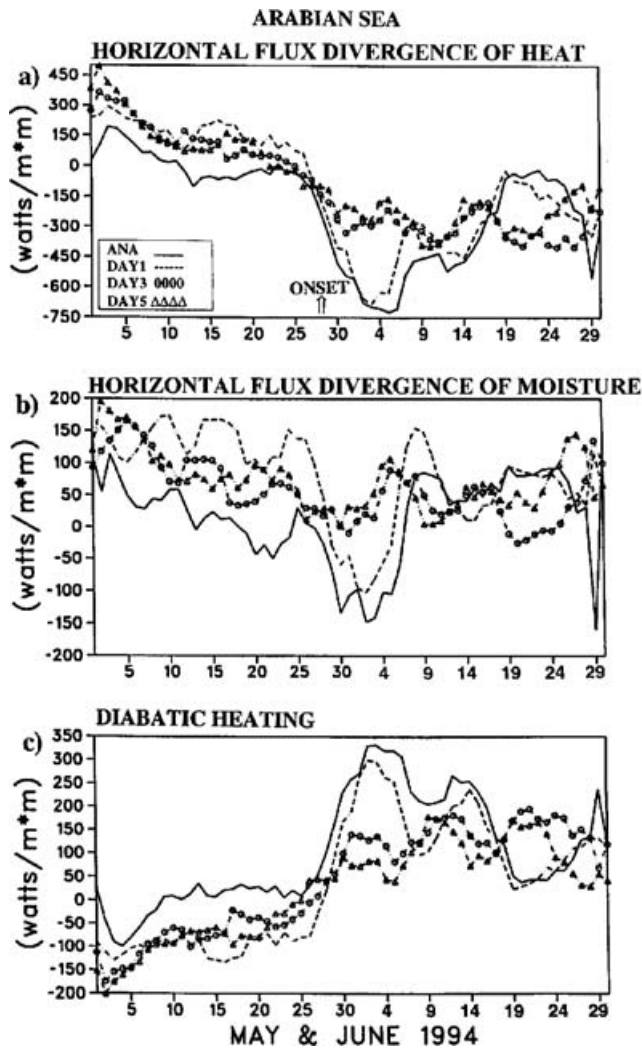 ARABIAN SEA
HORIZONTAL FLUX DIVERGENCE OF HEAT
a)
(watts/m*m)
450
300
150
0
-150
-300
-450
-600
-750
ANA
DAY1
DAY3 OOOO
DAY5 ΔΔΔΔ
ONSET
⇑
5 10 15 20 25 30 4 9 14 19 24 29
HORIZONTAL FLUX DIVERGENCE OF MOISTURE
b)
(watts/m*m)
200
150
100
50
0
-50
-100
-150
-200
5 10 15 20 25 30 4 9 14 19 24 29
DIABATIC HEATING
c)
(watts/m*m)
350
300
250
200
150
100
50
0
-50
-100
-150
-200
5 10 15 20 25 30 4 9 14 19 24 29
MAY & JUNE 1994